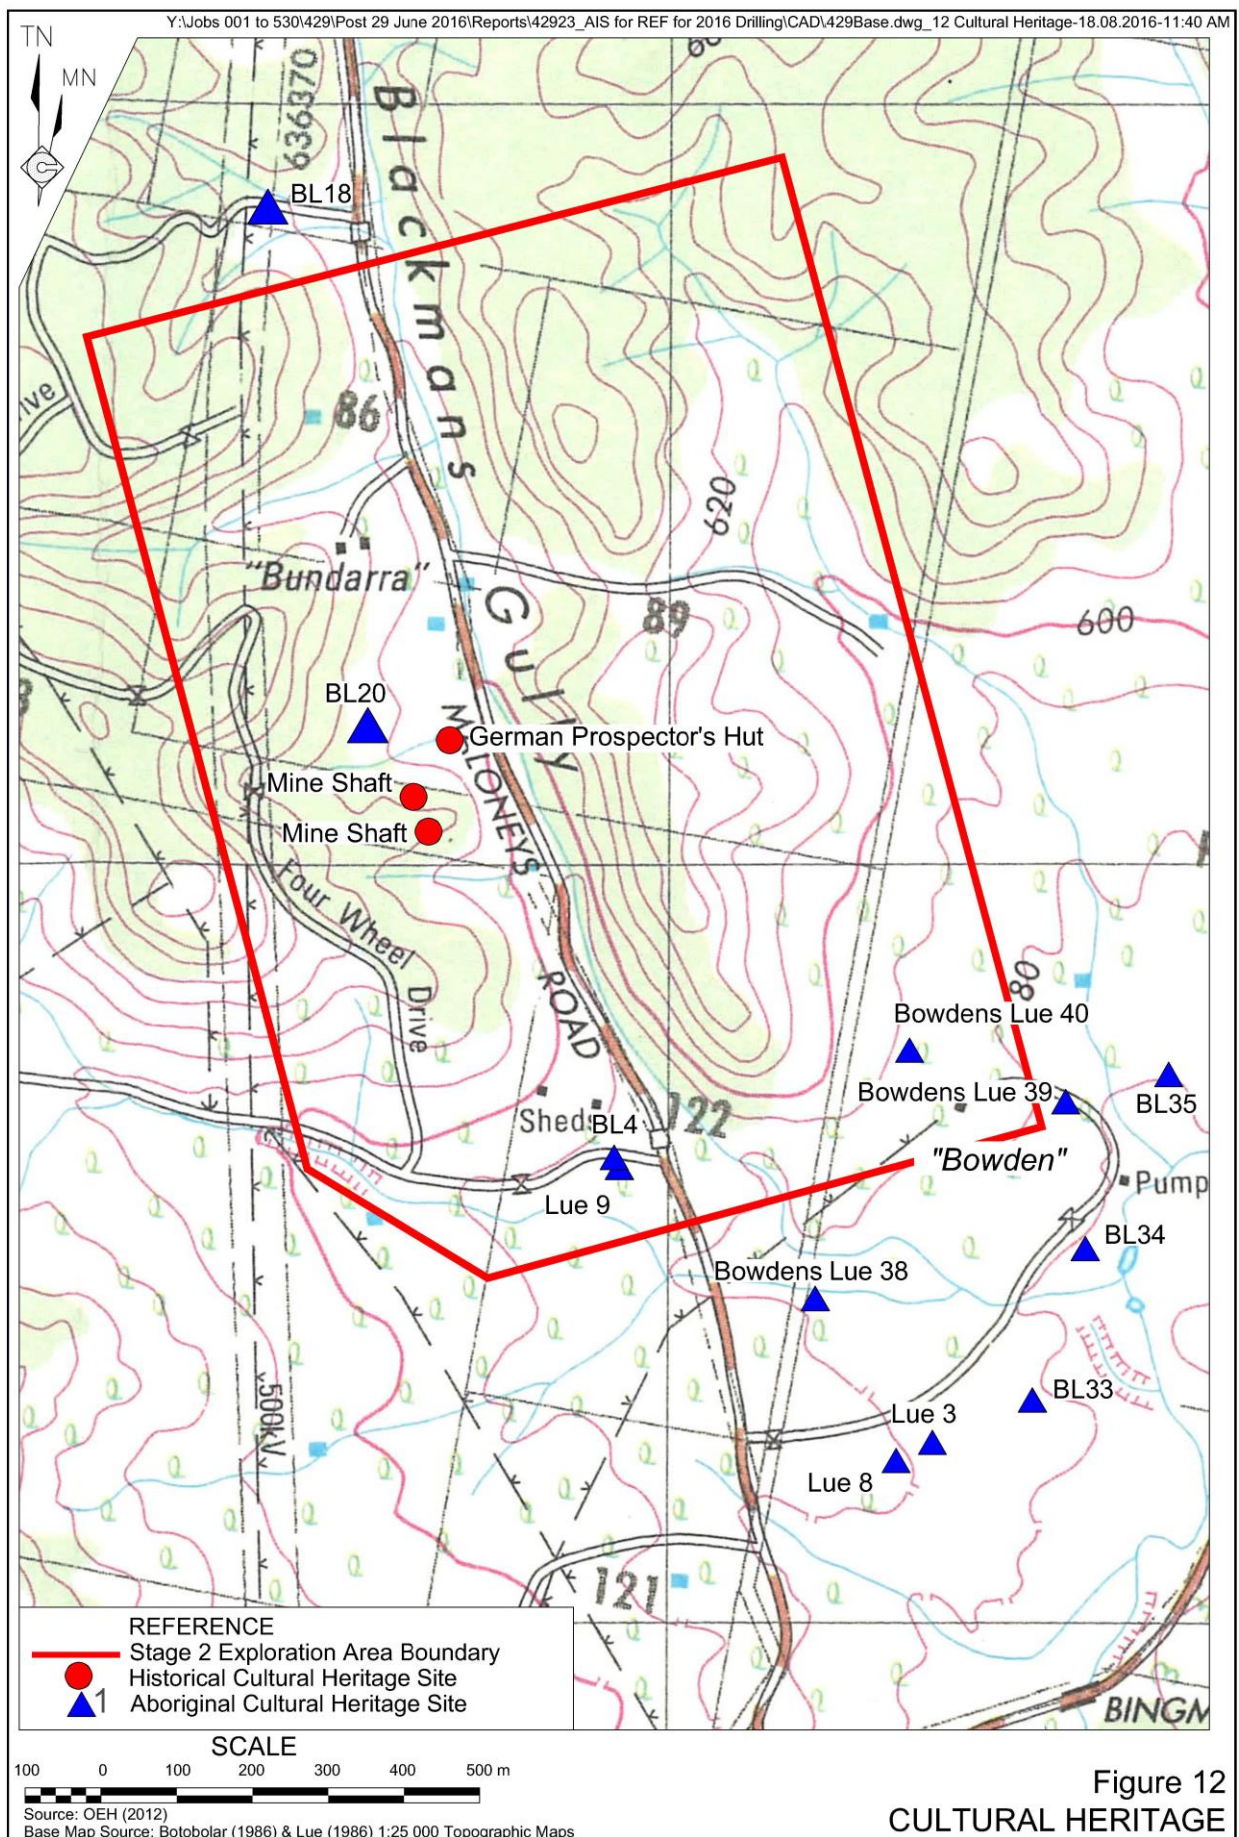 Y:\Jobs 001 to 530\429\Post 29 June 2016\Reports\42923_AIS for REF for 2016 Drilling\CAD\429Base.dwg_12 Cultural Heritage-18.08.2016-11:40 AM
TN
MN
636370
Blackmans
BL18
86
620
"Bundarra"
Gully
89
600
BL20
German Prospector's Hut
MALONEYS
Mine Shaft
Mine Shaft
Four Wheel
Drive
ROAD
80
Bowdens Lue 40
Bowdens Lue 39
BL35
Sheds
BL4
122
"Bowden"
Pump
Lue 9
BL34
Bowdens Lue 38
500kV
BL33
Lue 3
Lue 8
121
BINGM
REFERENCE
Stage 2 Exploration Area Boundary
Historical Cultural Heritage Site
1 Aboriginal Cultural Heritage Site
SCALE
100 0 100 200 300 400 500 m
Source: OEH (2012)
Base Map Source: Botobolar (1986) & Lue (1986) 1:25 000 Topographic Maps
Figure 12
CULTURAL HERITAGE